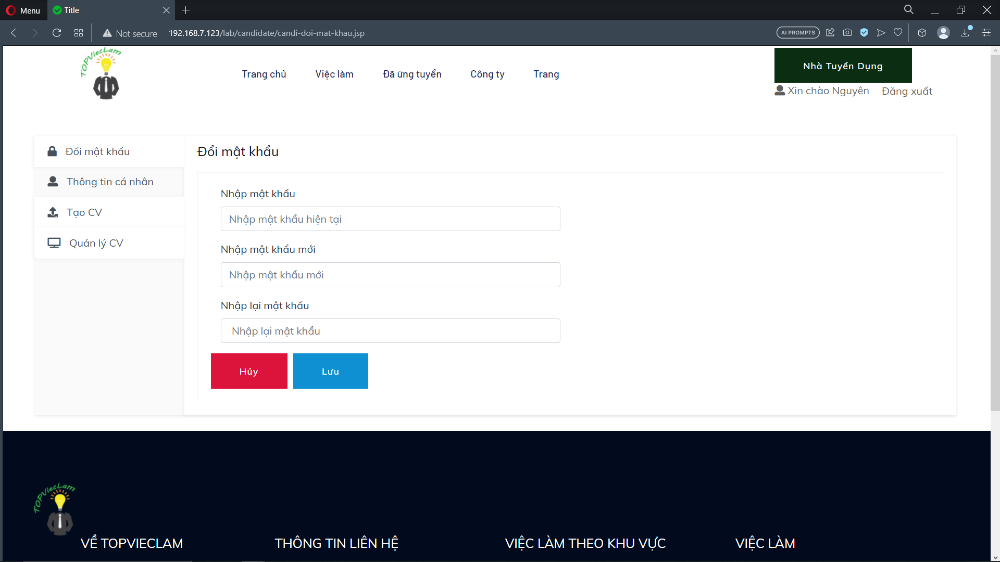 Menu
Title
Not secure
192.168.7.123/lab/candidate/candi-doi-mat-khau.jsp
AI PROMPTS
TOPViecLam
Trang chủ
Việc làm
Đã ứng tuyển
Công ty
Trang
Nhà Tuyển Dụng
Xin chào Nguyên
Đăng xuất
Đổi mật khẩu
Thông tin cá nhân
Tạo CV
Quản lý CV
Đổi mật khẩu
Nhập mật khẩu
Nhập mật khẩu hiện tại
Nhập mật khẩu mới
Nhập mật khẩu mới
Nhập lại mật khẩu
Nhập lại mật khẩu
Hủy
Lưu
TOPViecLam
VỀ TOPVIECLAM
THÔNG TIN LIÊN HỆ
VIỆC LÀM THEO KHU VỰC
VIỆC LÀM